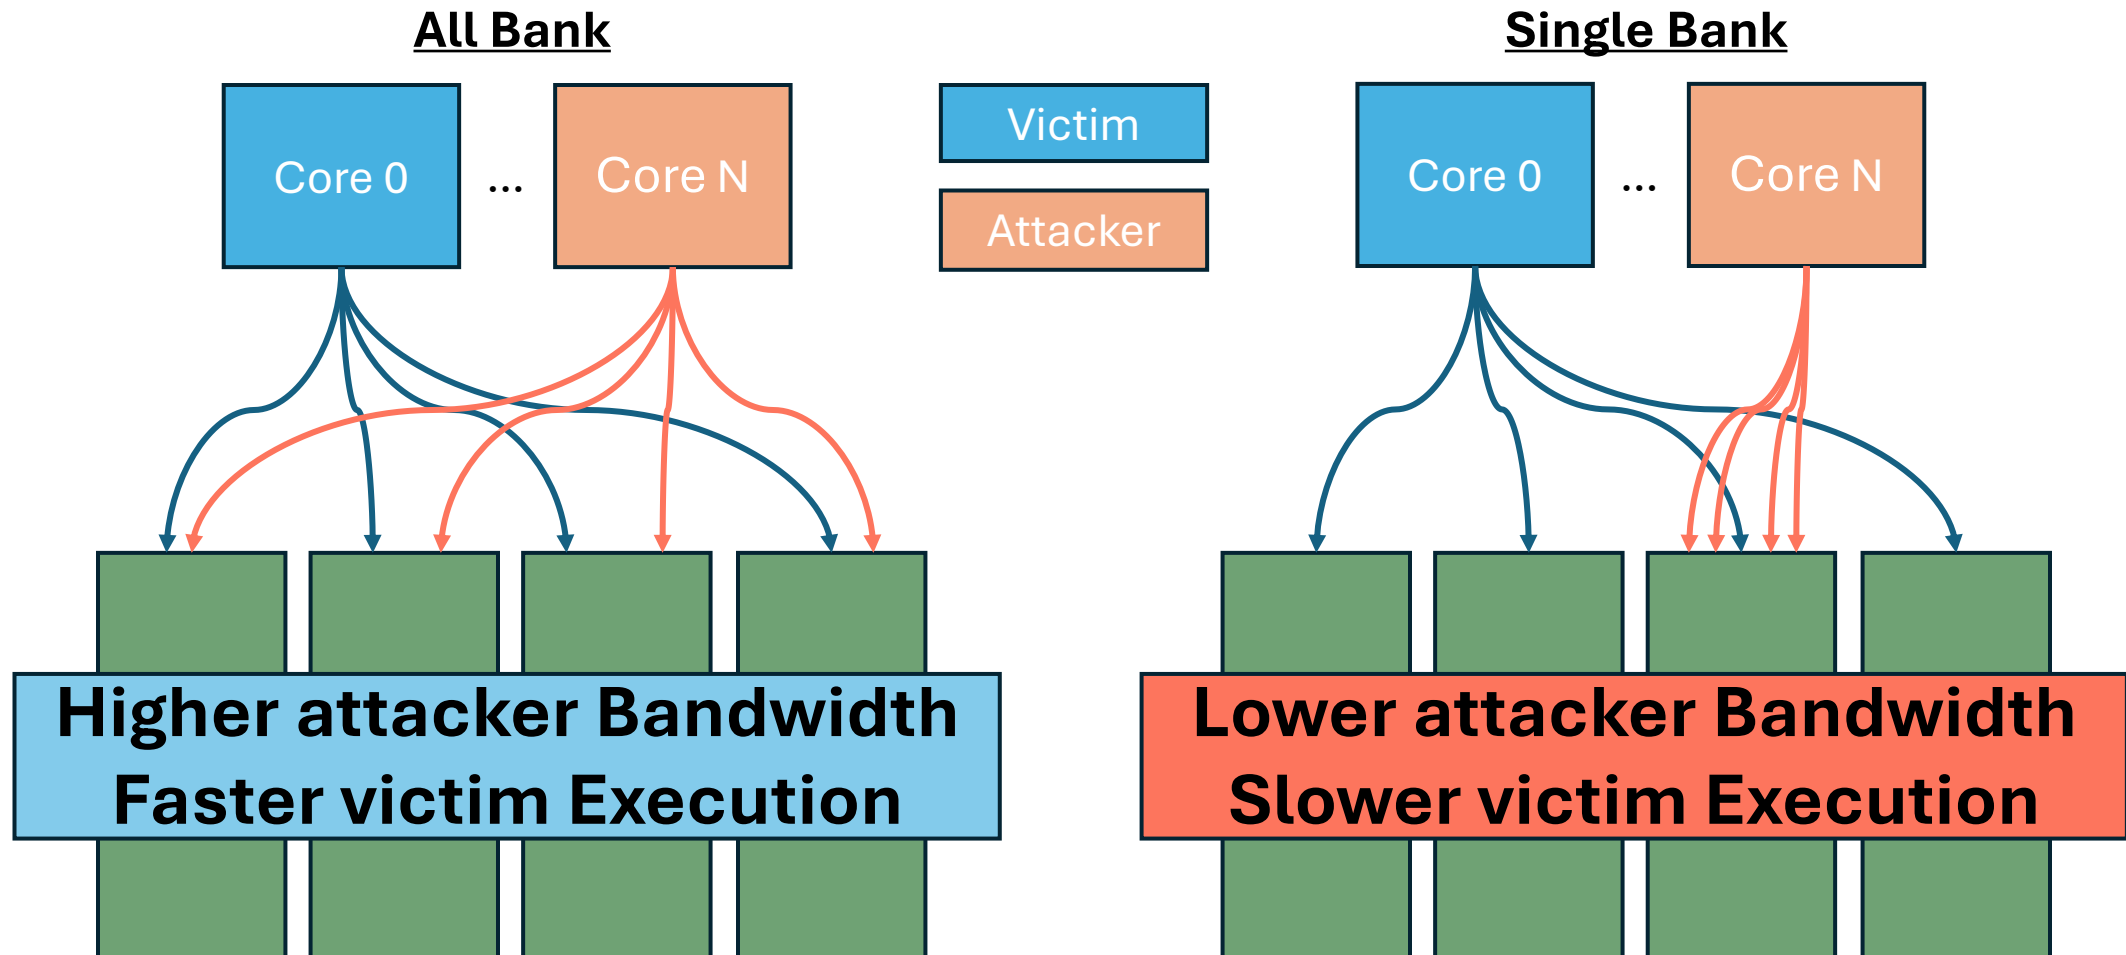 All Bank
Core 0
...
Core N
Higher attacker Bandwidth
Faster victim Execution
Victim
Attacker
Single Bank
Core 0
...
Core N
Lower attacker Bandwidth
Slower victim Execution